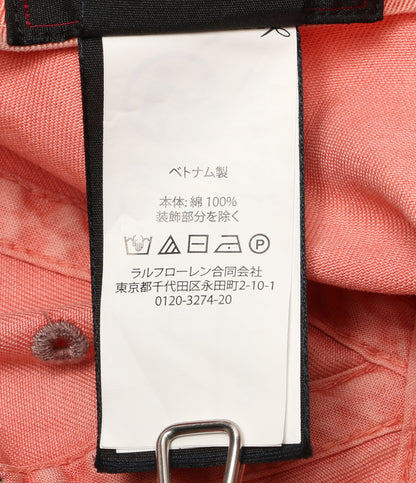 ベトナム製
本体: 綿 100%
装飾部分を除く
P
ラルフローレン合同会社
東京都千代田区永田町2-10-1
0120-3274-20